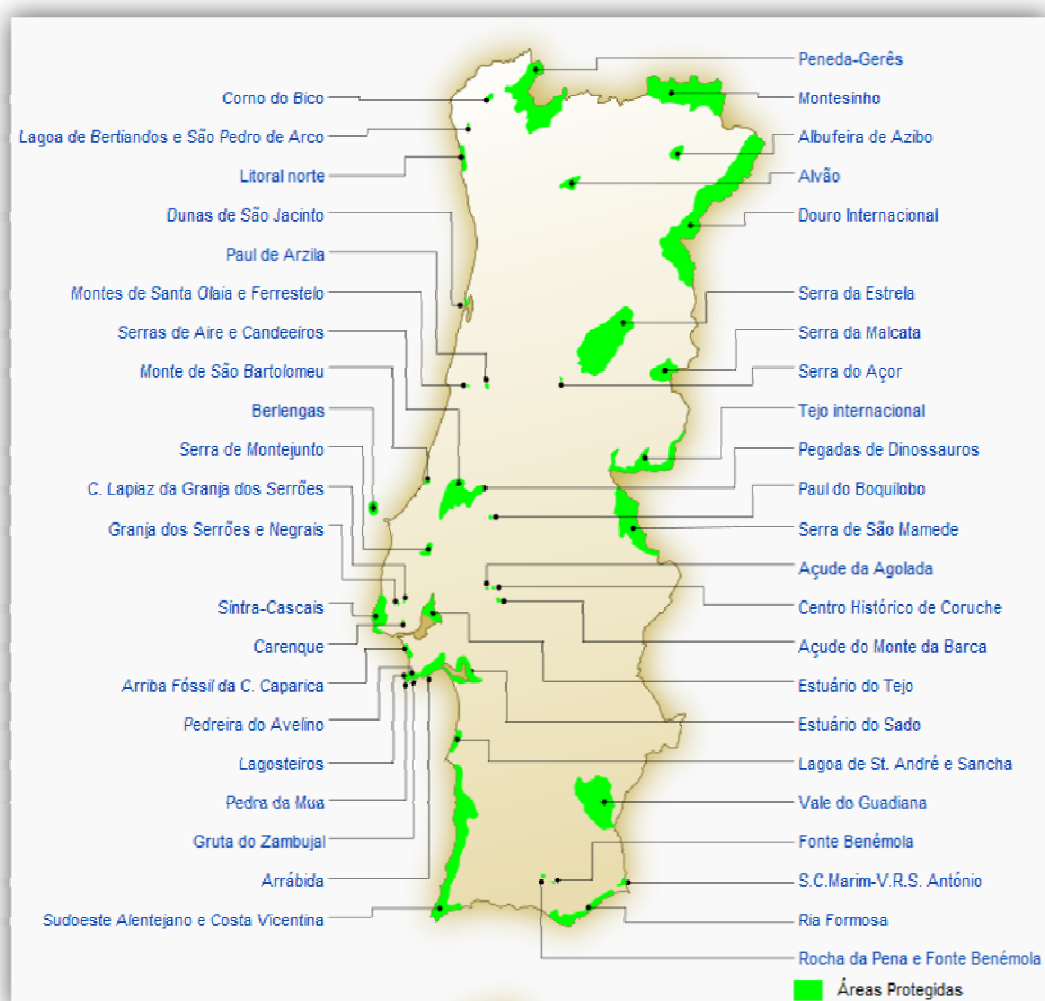 Corno do Bico
Lagoa de Bertiandos e São Pedro de Arco
Litoral norte
Dunas de São Jacinto
Paul de Arzila
Montes de Santa Olaia e Ferrestelo
Serras de Aire e Candeeiros
Monte de São Bartolomeu
Berlengas
Serra de Montejunto
C. Lapiaz da Granja dos Serrões
Granja dos Serrões e Negrais
Sintra-Cascais
Carenque
Arriba Fóssil da C. Caparica
Pedreira do Avelino
Lagosteiros
Pedra da Mua
Gruta do Zambujal
Arrábida
Sudoeste Alentejano e Costa Vicentina
Peneda-Gerês
Montesinho
Albufeira de Azibo
Alvão
Douro Internacional
Serra da Estrela
Serra da Malcata
Serra do Açor
Tejo internacional
Pegadas de Dinossauros
Paul do Boquilobo
Serra de São Mamede
Açude da Agolada
Centro Histórico de Coruche
Açude do Monte da Barca
Estuário do Tejo
Estuário do Sado
Lagoa de St. André e Sancha
Vale do Guadiana
Fonte Benémola
S.C.Marim-V.R.S. António
Ria Formosa
Rocha da Pena e Fonte Benémola
Áreas Protegidas